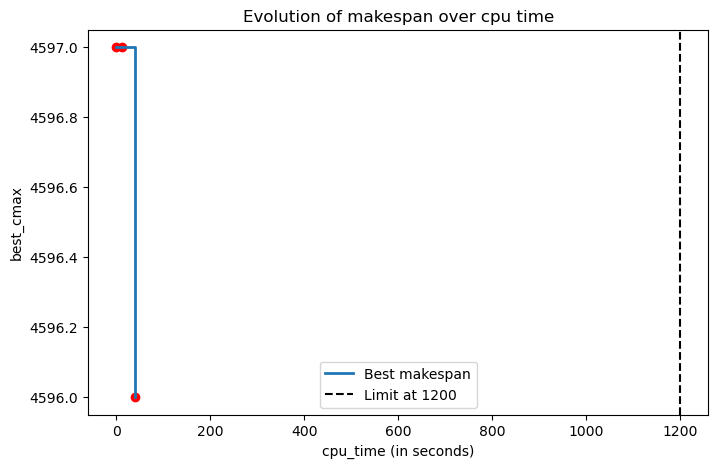 Evolution of makespan over cpu time
best_cmax
4597.0
4596.8
4596.6
4596.4
4596.2
4596.0
Best makespan
Limit at 1200
0
200
400
600
800
1000
1200
cpu_time (in seconds)